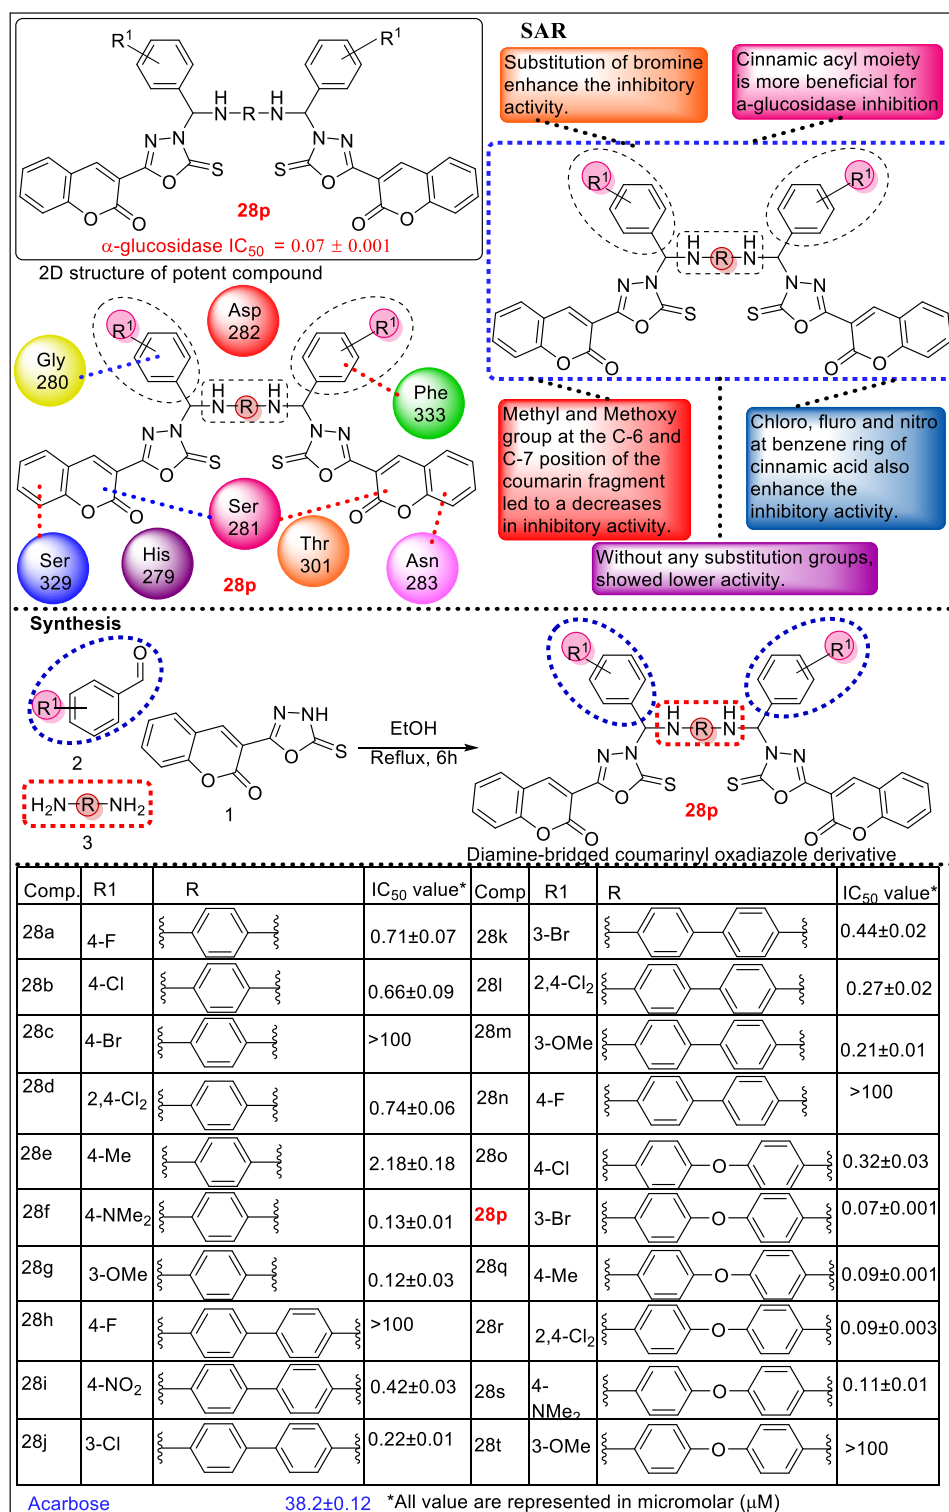 R1
R1
H
N
R
H
N
N
N
O
S
N
N
S
O
O
O
O
O
28p
α-glucosidase IC50 = 0.07 ± 0.001
2D structure of potent compound
SAR
Substitution of bromine
enhance the inhibitory
activity.
Cinnamic acyl moiety
is more beneficial for
a-glucosidase inhibition
R1
R1
H
N
R
H
N
N
N
O
S
N
N
S
O
O
O
O
O
Methyl and Methoxy
group at the C-6 and
C-7 position of the
coumarin fragment
led to a decreases
in inhibitory activity.
Chloro, fluro and nitro
at benzene ring of
cinnamic acid also
enhance the
inhibitory activity.
Without any substitution groups,
showed lower activity.
Asp
282
R1
R1
Gly
280
Phe
333
H
N
R
H
N
N
N
O
S
N
N
S
O
O
O
O
O
Ser
281
Ser
329
His
279
28p
Thr
301
Asn
283
Synthesis
O
R1
2
H2N
R
NH2
3
N
NH
O
S
O
O
1
EtOH
Reflux, 6h
R1
R1
H
N
R
H
N
N
N
O
S
N
N
S
O
O
O
O
O
28p
Diamine-bridged coumarinyl oxadiazole derivative
Comp. R1 R IC50 value* Comp R1 R IC50 value*
28a 4-F 0.71±0.07 28k 3-Br 0.44±0.02
28b 4-Cl 0.66±0.09 28l 2,4-Cl2 0.27±0.02
28c 4-Br >100 28m 3-OMe 0.21±0.01
28d 2,4-Cl2 0.74±0.06 28n 4-F >100
28e 4-Me 2.18±0.18 28o 4-Cl O 0.32±0.03
28f 4-NMe2 0.13±0.01 28p 3-Br O 0.07±0.001
28g 3-OMe 0.12±0.03 28q 4-Me O 0.09±0.001
28h 4-F >100 28r 2,4-Cl2 O 0.09±0.003
28i 4-NO2 0.42±0.03 28s 4-NMe2 O 0.11±0.01
28j 3-Cl 0.22±0.01 28t 3-OMe O >100
Acarbose 38.2±0.12 *All value are represented in micromolar (μM)